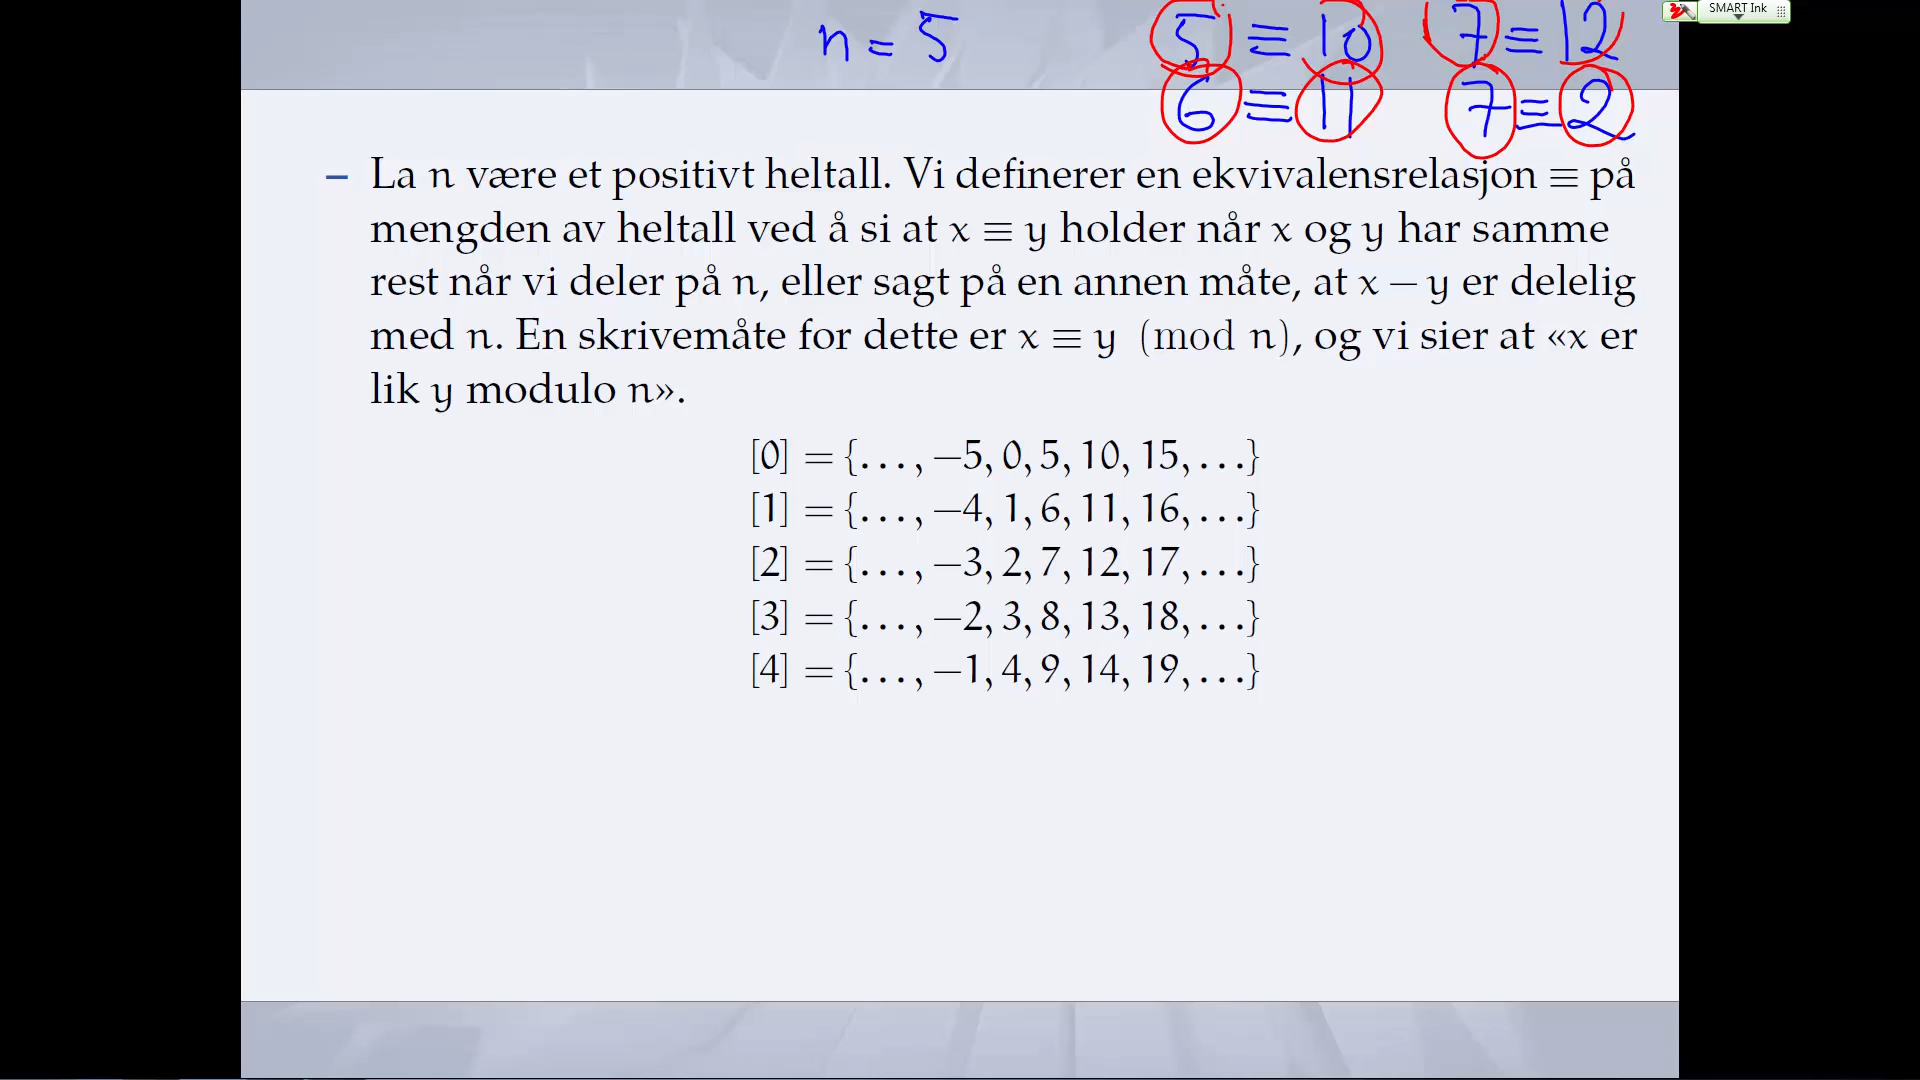 SMART Ink
n = 5 5 ≡ 10 7 ≡ 12
6 ≡ 11 7 ≡ 2
– La n være et positivt heltall. Vi definerer en ekvivalensrelasjon ≡ på
mengden av heltall ved å si at x ≡ y holder når x og y har samme
rest når vi deler på n, eller sagt på en annen måte, at x − y er delelig
med n. En skrivemåte for dette er x ≡ y (mod n), og vi sier at «x er
lik y modulo n».
[0] = {…, −5, 0, 5, 10, 15, …}
[1] = {…, −4, 1, 6, 11, 16, …}
[2] = {…, −3, 2, 7, 12, 17, …}
[3] = {…, −2, 3, 8, 13, 18, …}
[4] = {…, −1, 4, 9, 14, 19, …}